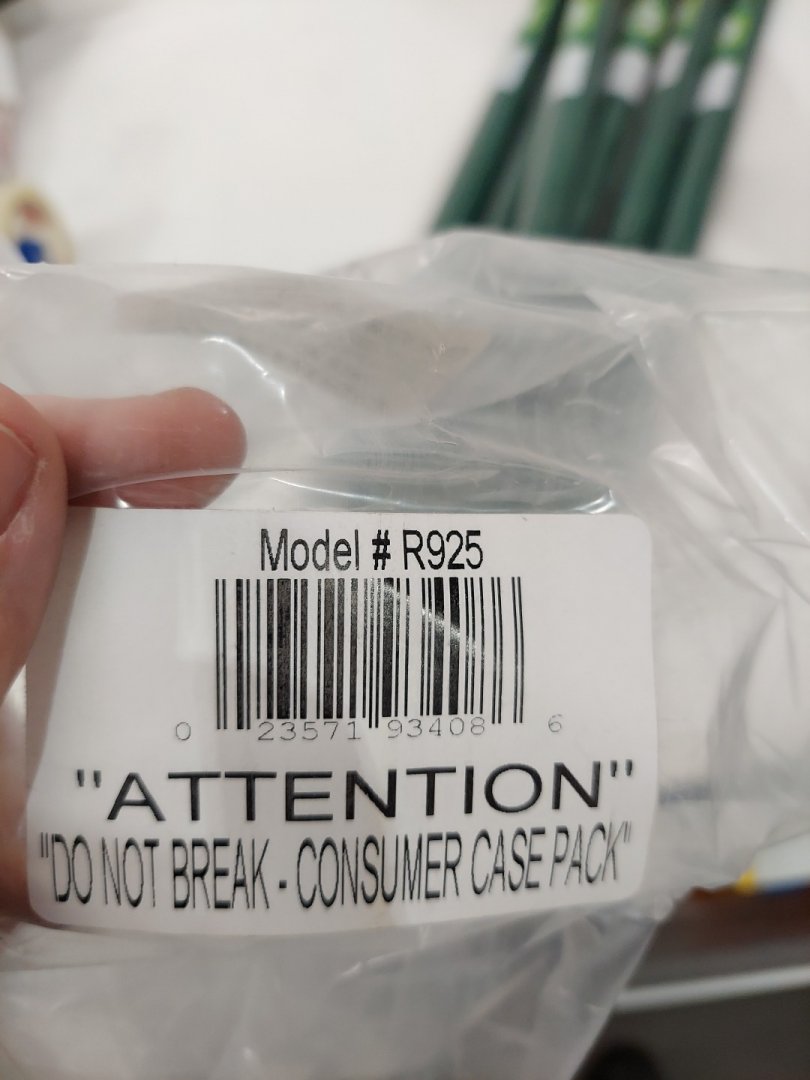 Model # R925
0 23571 93408 6
"ATTENTION"
"DO NOT BREAK - CONSUMER CASE PACK"